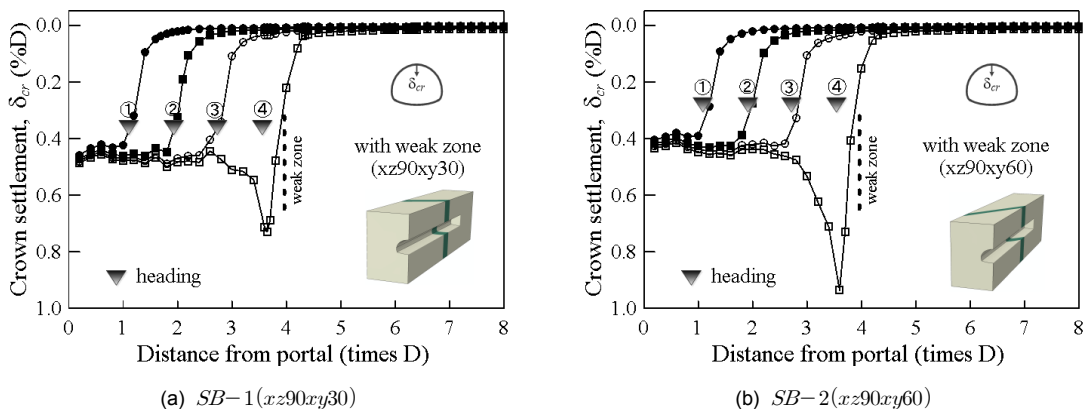 Crown settlement, δcr (%D)
0.0
0.2
0.4
0.6
0.8
1.0
① ② ③ ④
δcr
with weak zone
(xz90xy30)
weak zone
heading
0 1 2 3 4 5 6 7 8
Distance from portal (times D)
(a) SB-1(xz90xy30)
Crown settlement, δcr (%D)
0.0
0.2
0.4
0.6
0.8
1.0
① ② ③ ④
δcr
with weak zone
(xz90xy60)
weak zone
heading
0 1 2 3 4 5 6 7 8
Distance from portal (times D)
(b) SB-2(xz90xy60)